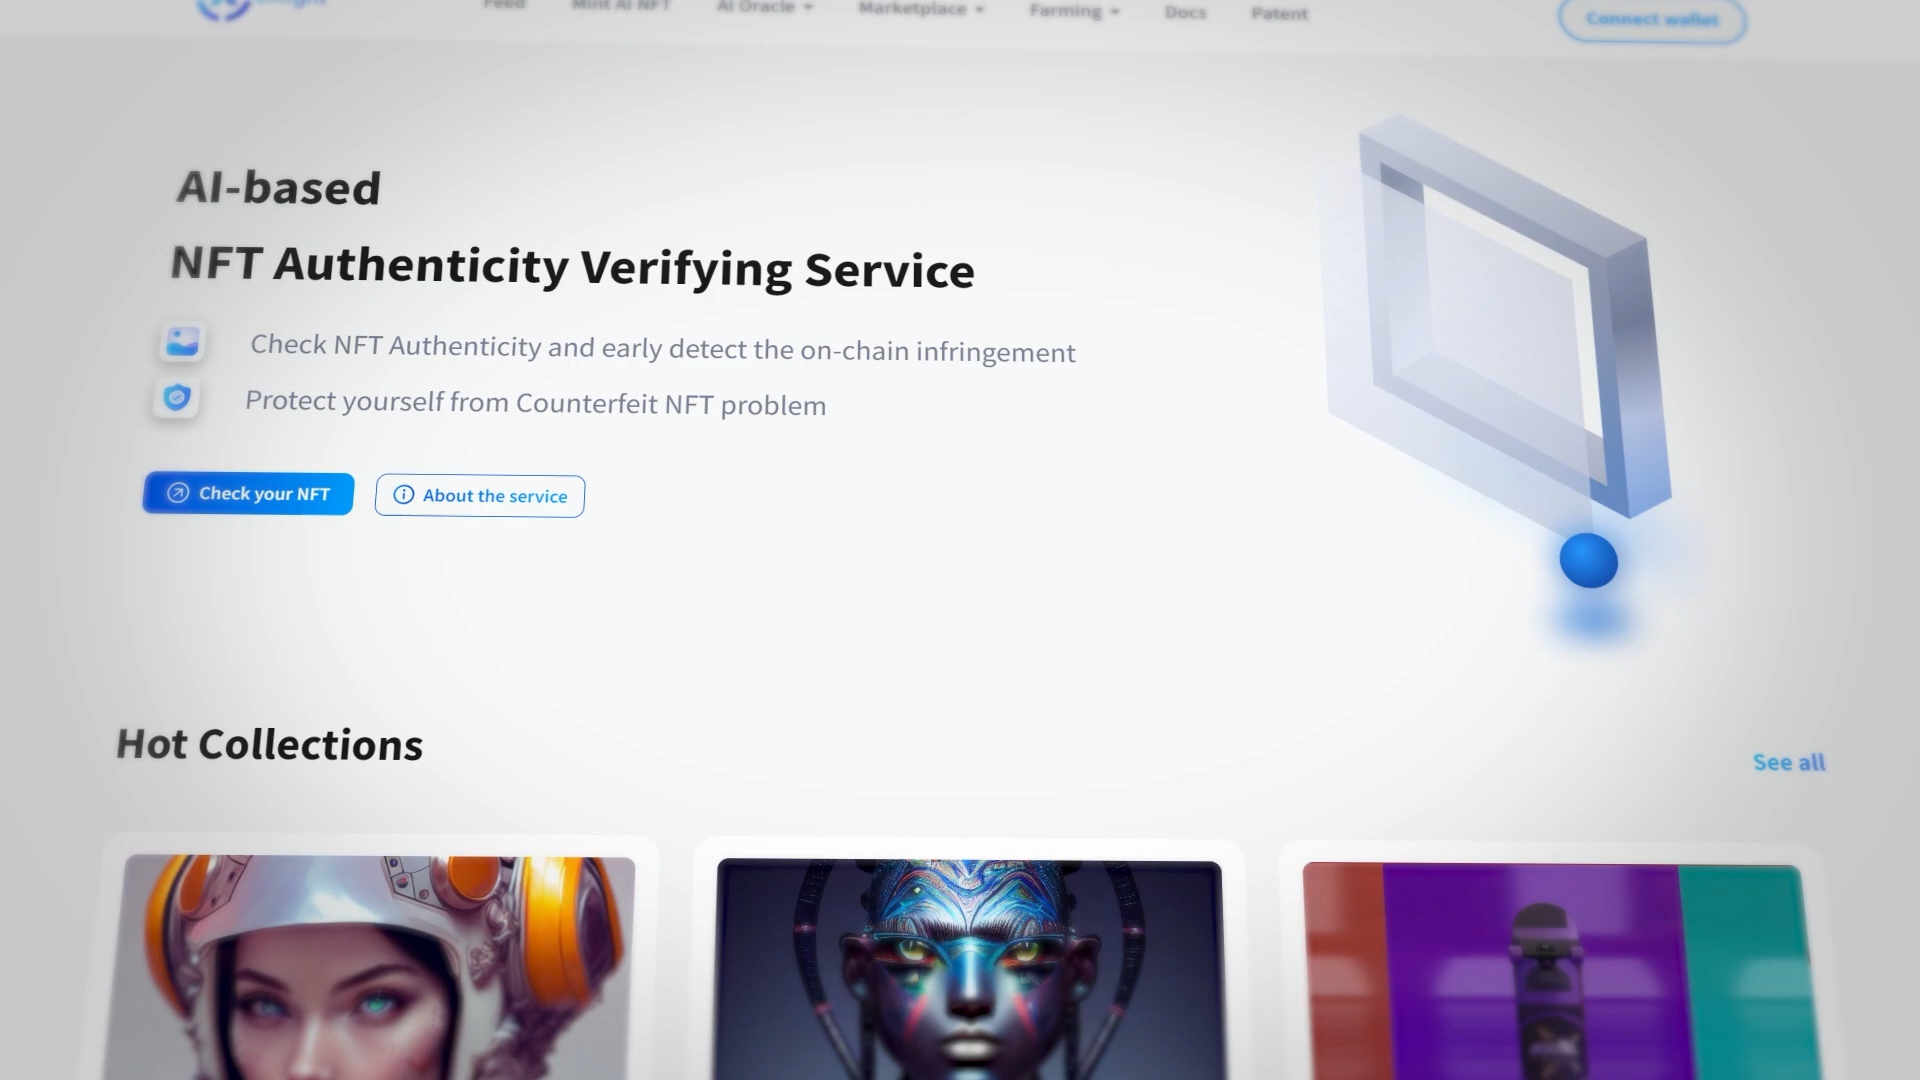 Feed
Mint AI NFT
AI Oracle
Marketplace
Farming
Docs
Patent
Connect wallet
AI-based
NFT Authenticity Verifying Service
Check NFT Authenticity and early detect the on-chain infringement
Protect yourself from Counterfeit NFT problem
Check your NFT
About the service
Hot Collections
See all